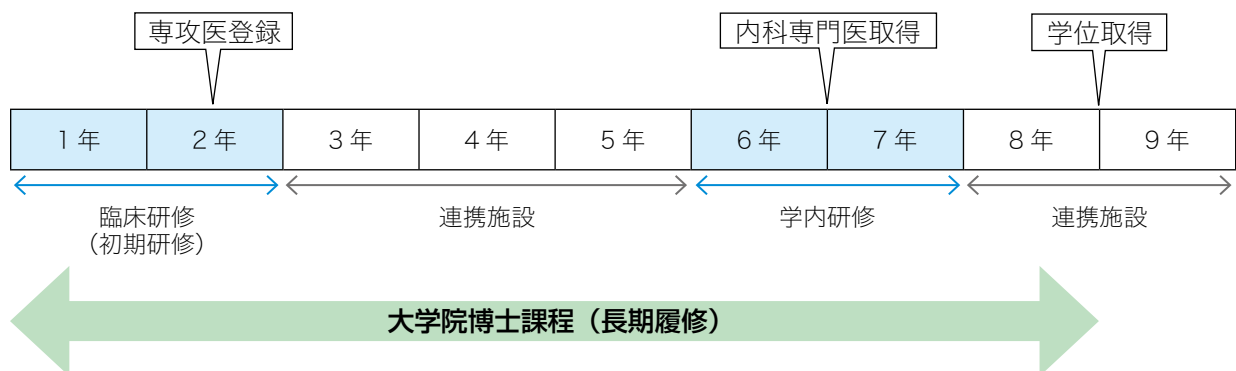 専攻医登録
内科専門医取得
学位取得
1 年
2 年
3 年
4 年
5 年
6 年
7 年
8 年
9 年
臨床研修
（初期研修）
連携施設
学内研修
連携施設
大学院博士課程（長期履修）